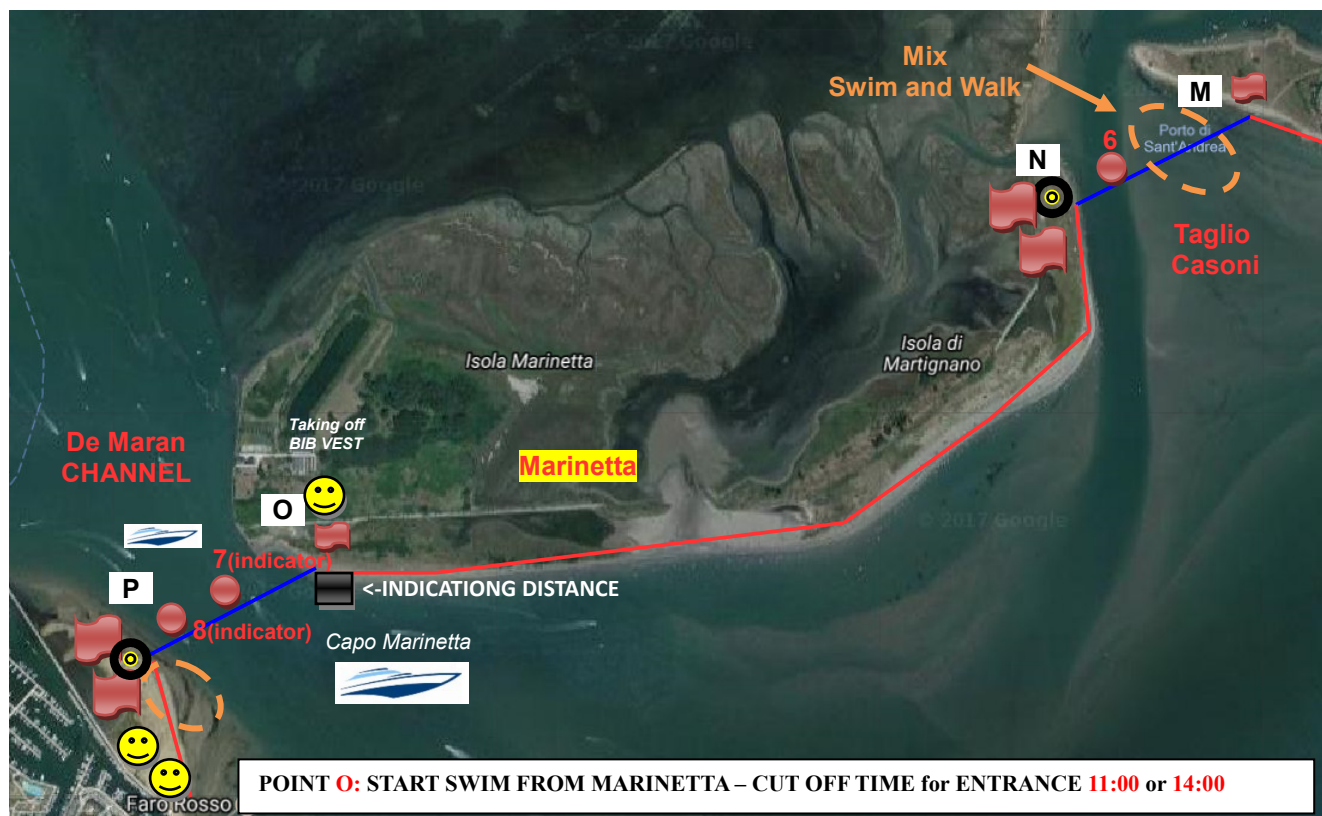 © 2017 Google
Mix
Swim and Walk
M
Porto di
Sant'Andrea
6
N
© 2017 Google
Taglio
Casoni
Isola di
Martignano
Isola Marinetta
Taking off
BIB VEST
De Maran
CHANNEL
Marinetta
O
© 2017 Google
7(indicator)
<-INDICATIONG DISTANCE
P
8(indicator)
Capo Marinetta
Faro Rosso
POINT O: START SWIM FROM MARINETTA – CUT OFF TIME for ENTRANCE 11:00 or 14:00